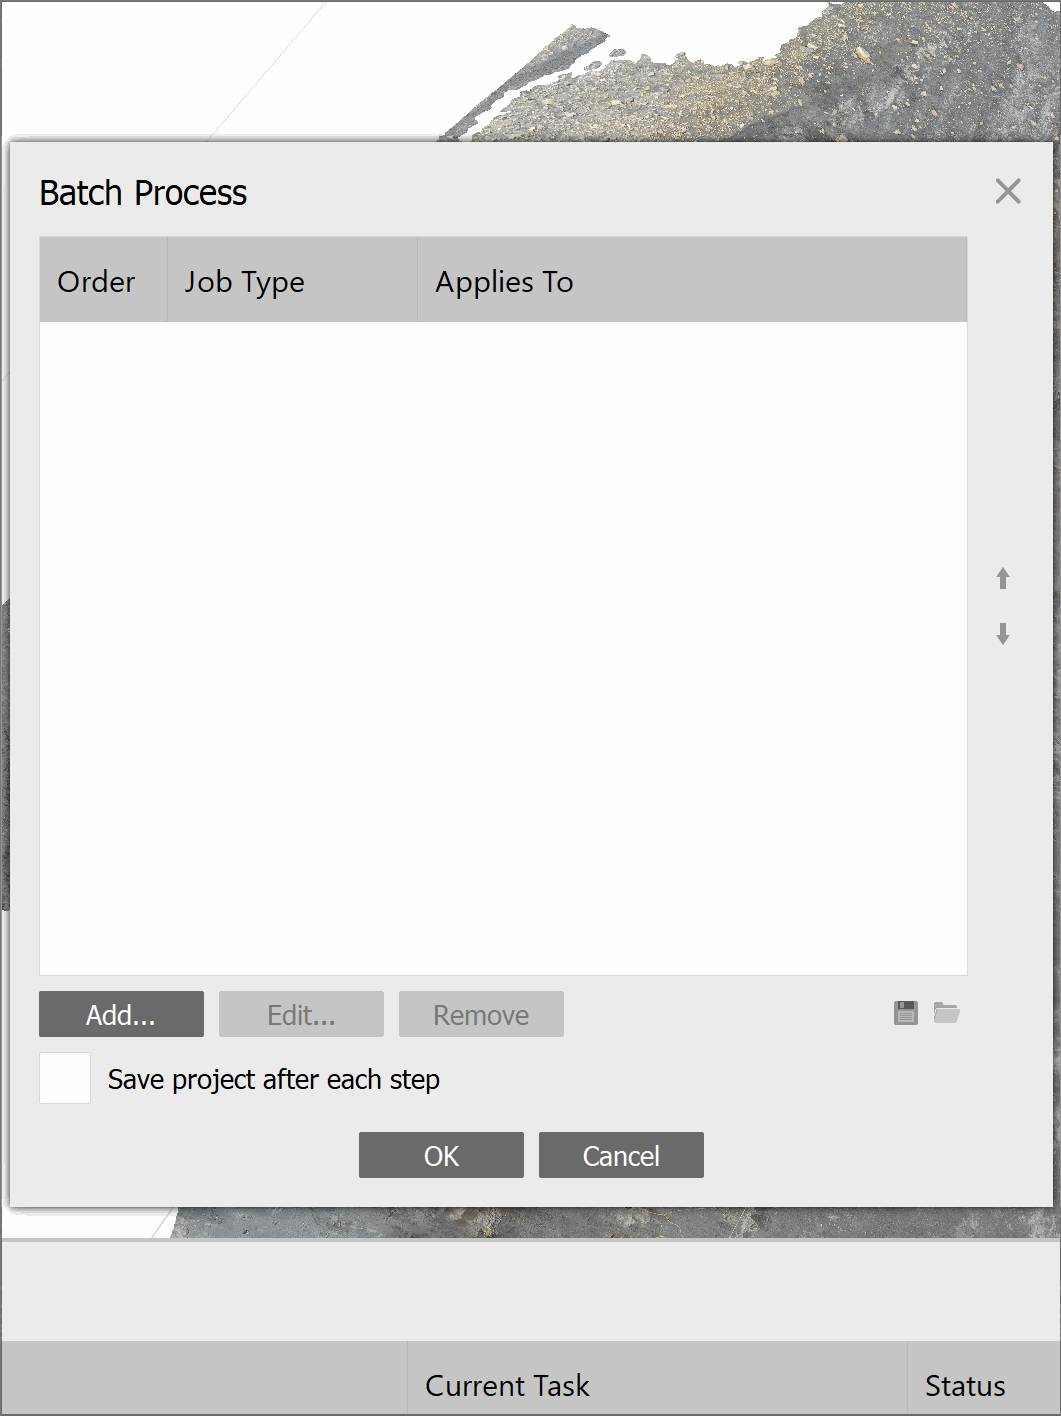 Batch Process
Order Job Type Applies To
Add... Edit... Remove
Save project after each step
OK Cancel
Current Task Status